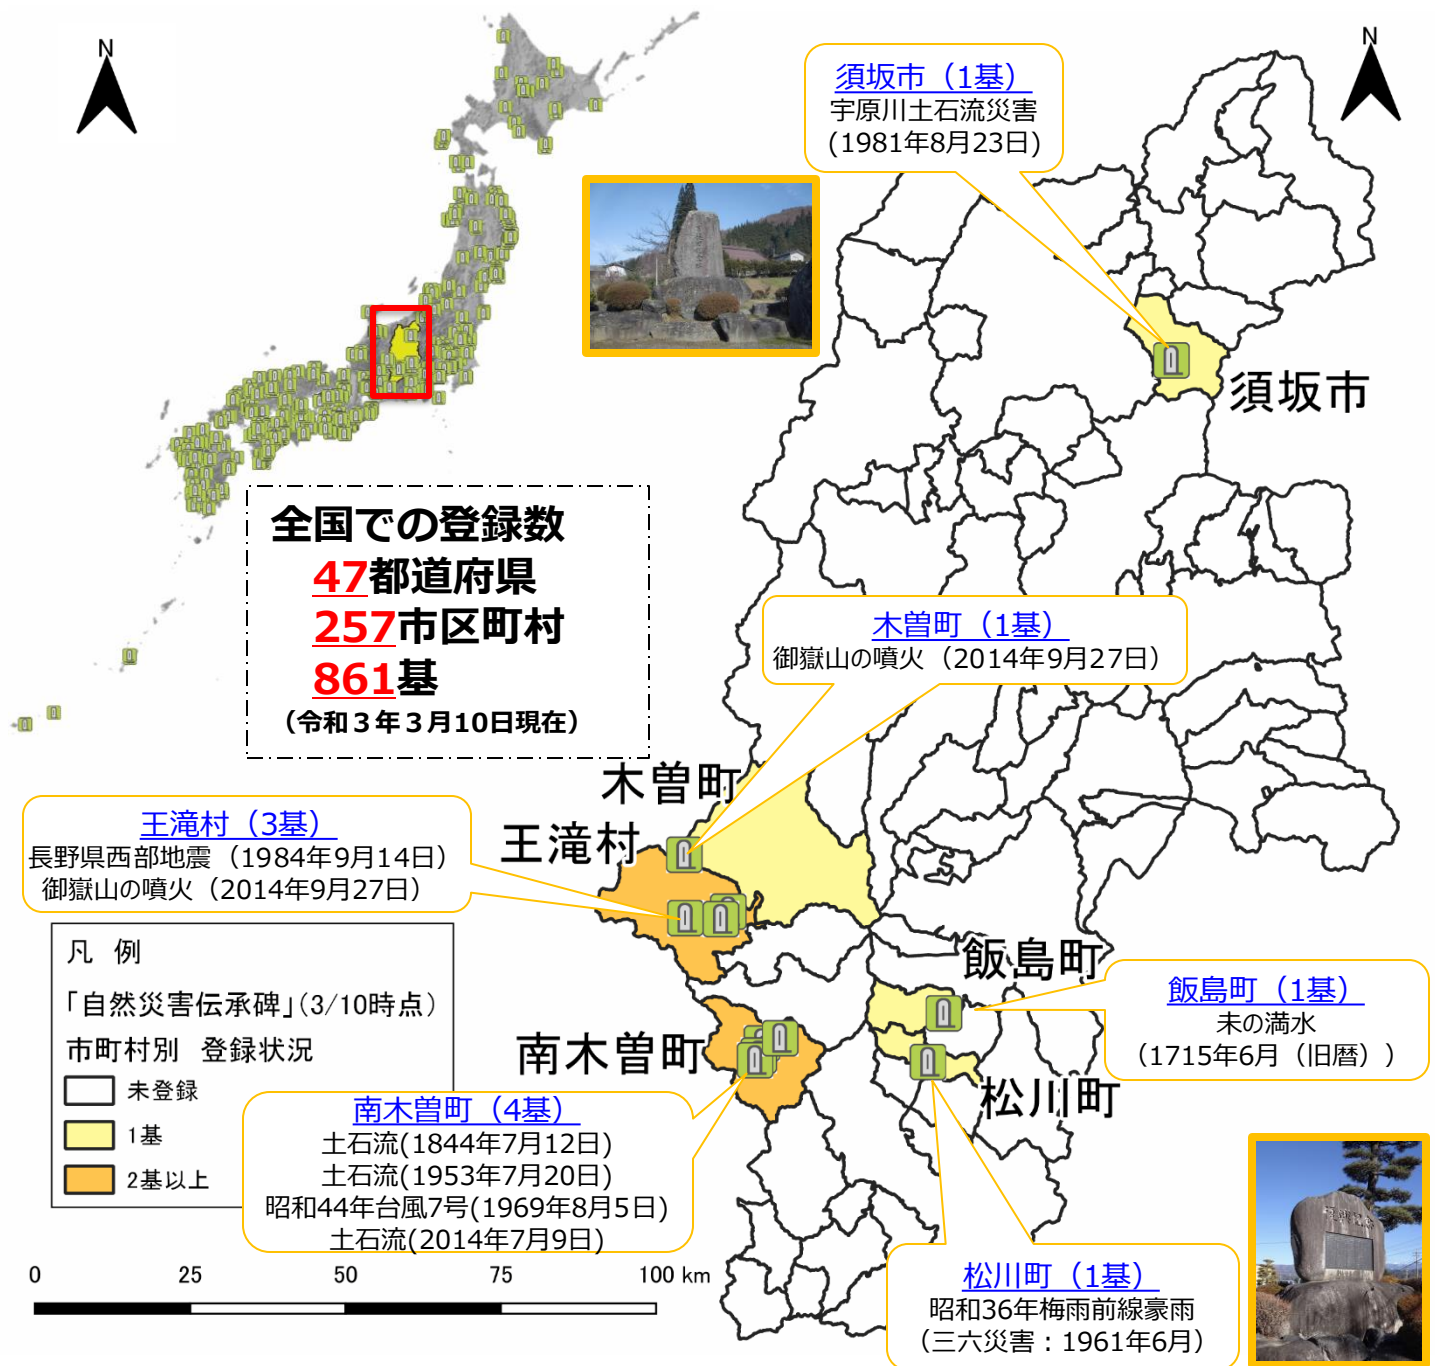 N
N
須坂市（1基）
宇原川土石流災害
(1981年8月23日)
須坂市
全国での登録数
47都道府県
257市区町村
861基
（令和３年３月10日現在）
木曽町（1基）
御嶽山の噴火（2014年9月27日）
木曽町
王滝村
王滝村（3基）
長野県西部地震（1984年9月14日）
御嶽山の噴火（2014年9月27日）
凡 例
「自然災害伝承碑」(3/10時点)
市町村別 登録状況
未登録
1基
2基以上
飯島町
飯島町（1基）
未の満水
（1715年6月（旧暦））
南木曽町
松川町
南木曽町（4基）
土石流(1844年7月12日)
土石流(1953年7月20日)
昭和44年台風7号(1969年8月5日)
土石流(2014年7月9日)
松川町（1基）
昭和36年梅雨前線豪雨
（三六災害：1961年6月）
0 25 50 75 100 km